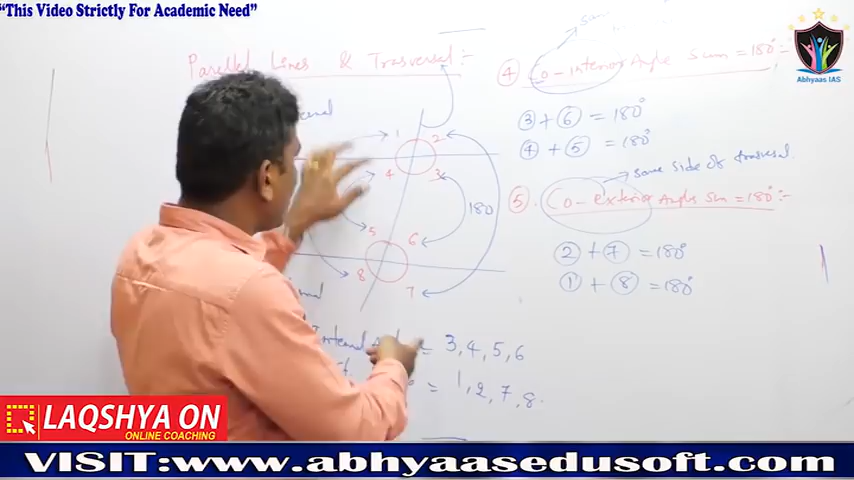 "This Video Strictly For Academic Need"
Abhyaas IAS
Parallel Lines & Trasversal :-
1
2
4
3
180
5
6
8
7
= 3, 4, 5, 6
= 1, 2, 7, 8.
same
④ Co-interior Angle Sum = 180° :-
③ + ⑥ = 180°
④ + ⑤ = 180°
same side of trasversal.
⑤. Co-exterior Angle Sum = 180° :-
② + ⑦ = 180°
① + ⑧ = 180°
LAQSHYA ON
ONLINE COACHING
VISIT:www.abhyaasedusoft.com